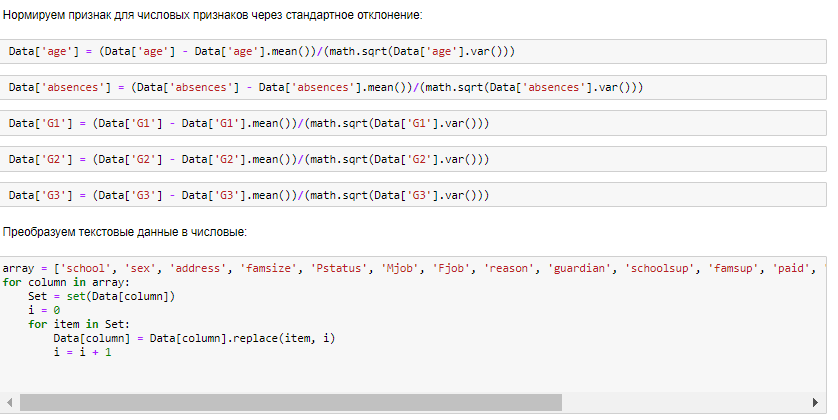 Нормируем признак для числовых признаков через стандартное отклонение:
Data['age'] = (Data['age'] - Data['age'].mean())/(math.sqrt(Data['age'].var()))
Data['absences'] = (Data['absences'] - Data['absences'].mean())/(math.sqrt(Data['absences'].var()))
Data['G1'] = (Data['G1'] - Data['G1'].mean())/(math.sqrt(Data['G1'].var()))
Data['G2'] = (Data['G2'] - Data['G2'].mean())/(math.sqrt(Data['G2'].var()))
Data['G3'] = (Data['G3'] - Data['G3'].mean())/(math.sqrt(Data['G3'].var()))
Преобразуем текстовые данные в числовые:
array = ['school', 'sex', 'address', 'famsize', 'Pstatus', 'Mjob', 'Fjob', 'reason', 'guardian', 'schoolsup', 'famsup', 'paid', '
for column in array:
    Set = set(Data[column])
    i = 0
    for item in Set:
        Data[column] = Data[column].replace(item, i)
        i = i + 1